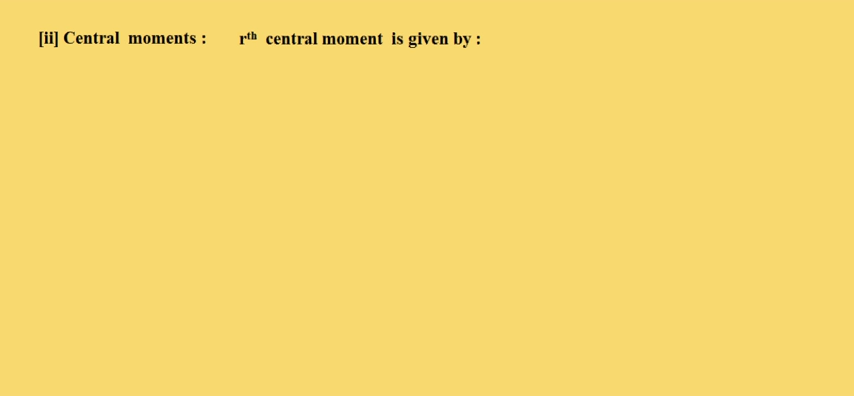 [ii] Central moments : rᵗʰ central moment is given by :